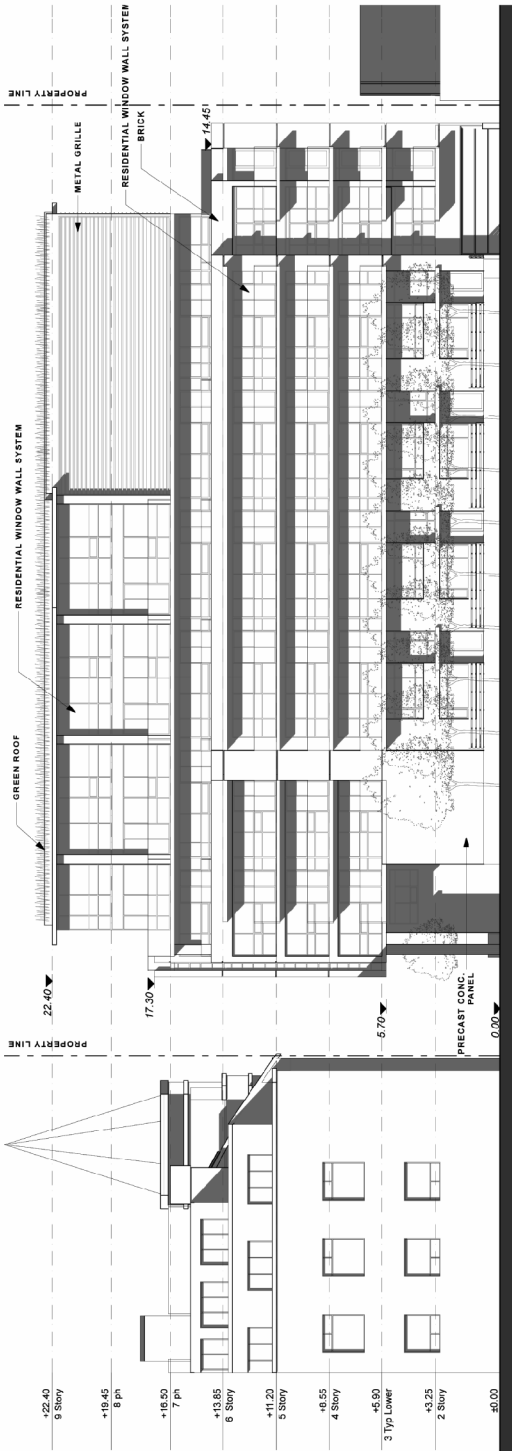 PROPERTY LINE
METAL GRILLE
14.45
RESIDENTIAL WINDOW WALL SYSTEM
BRICK
RESIDENTIAL WINDOW WALL SYSTEM
GREEN ROOF
22.40
17.30
5.70
PRECAST CONC.
PANEL
0.00
PROPERTY LINE
+22.40
9 Story
+19.45
8 ph
+16.50
7 ph
+13.85
6 Story
+11.20
5 Story
+8.55
4 Story
+5.90
3 Typ Lower
+3.25
2 Story
±0.00